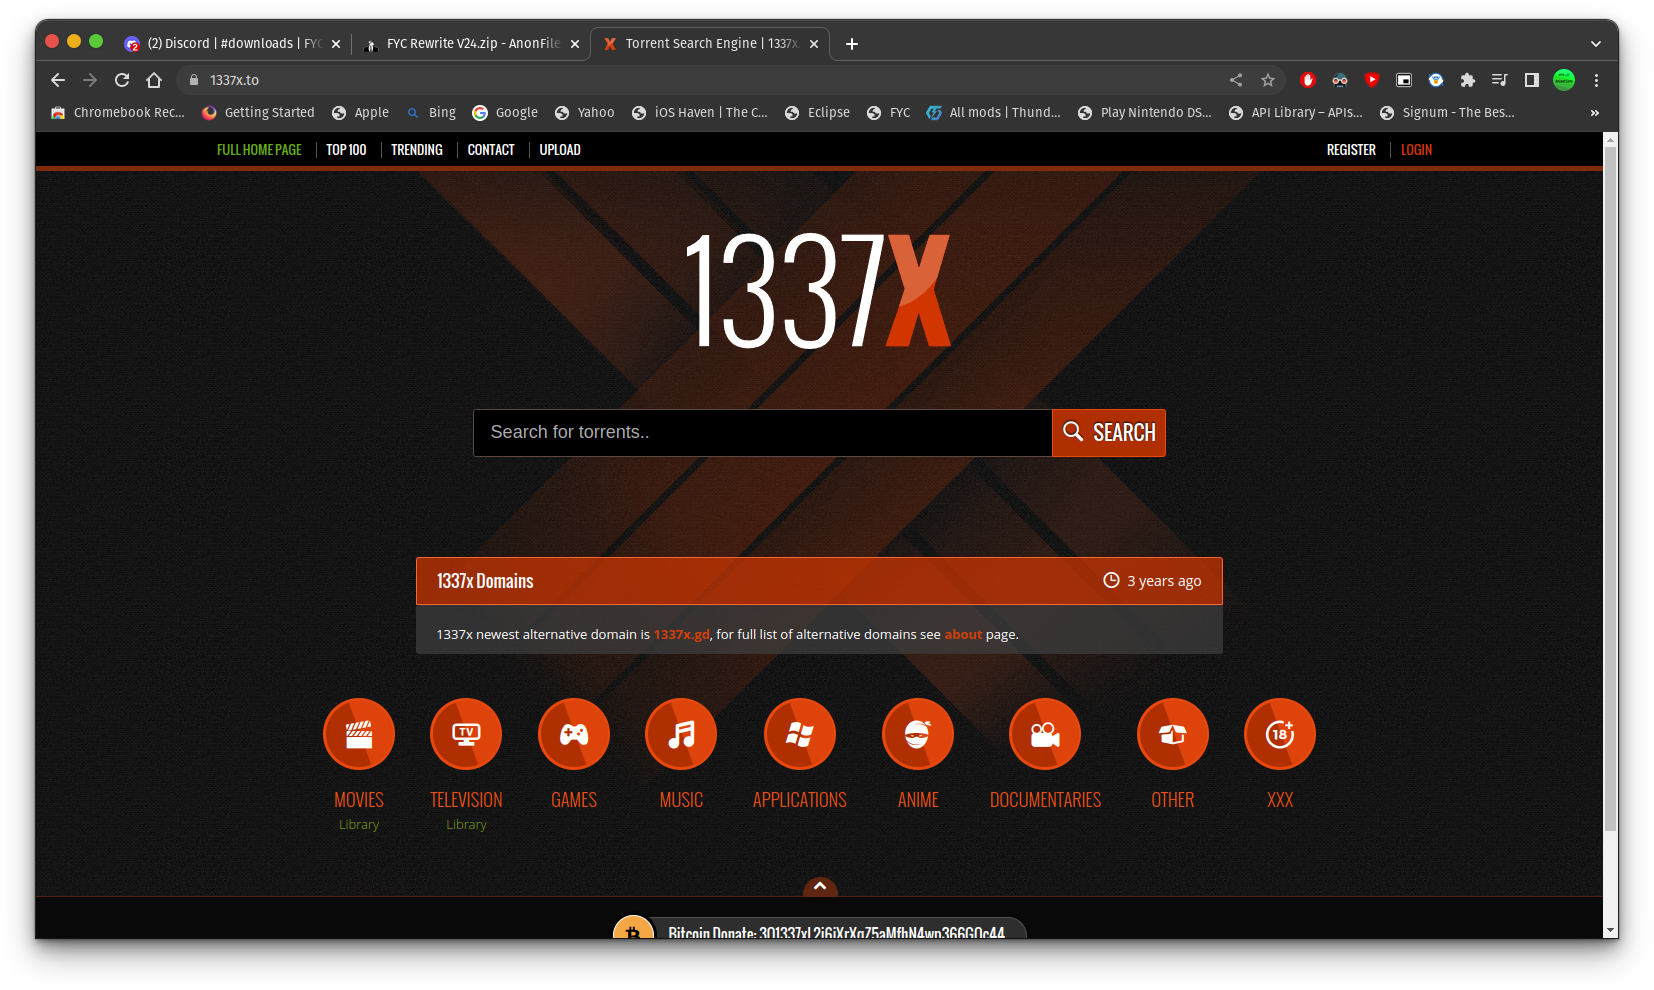 (2) Discord | #downloads | FYC
FYC Rewrite V24.zip - AnonFile
Torrent Search Engine | 1337x
1337x.to
Chromebook Rec...
Getting Started
Apple
Bing
Google
Yahoo
iOS Haven | The C...
Eclipse
FYC
All mods | Thund...
Play Nintendo DS...
API Library – APIs...
Signum - The Bes...
»
FULL HOME PAGE
TOP 100
TRENDING
CONTACT
UPLOAD
REGISTER
LOGIN
1337X
Search for torrents..
SEARCH
1337x Domains
3 years ago
1337x newest alternative domain is 1337x.gd, for full list of alternative domains see about page.
TV
18+
MOVIES
TELEVISION
GAMES
MUSIC
APPLICATIONS
ANIME
DOCUMENTARIES
OTHER
XXX
Library
Library
Bitcoin Donate: